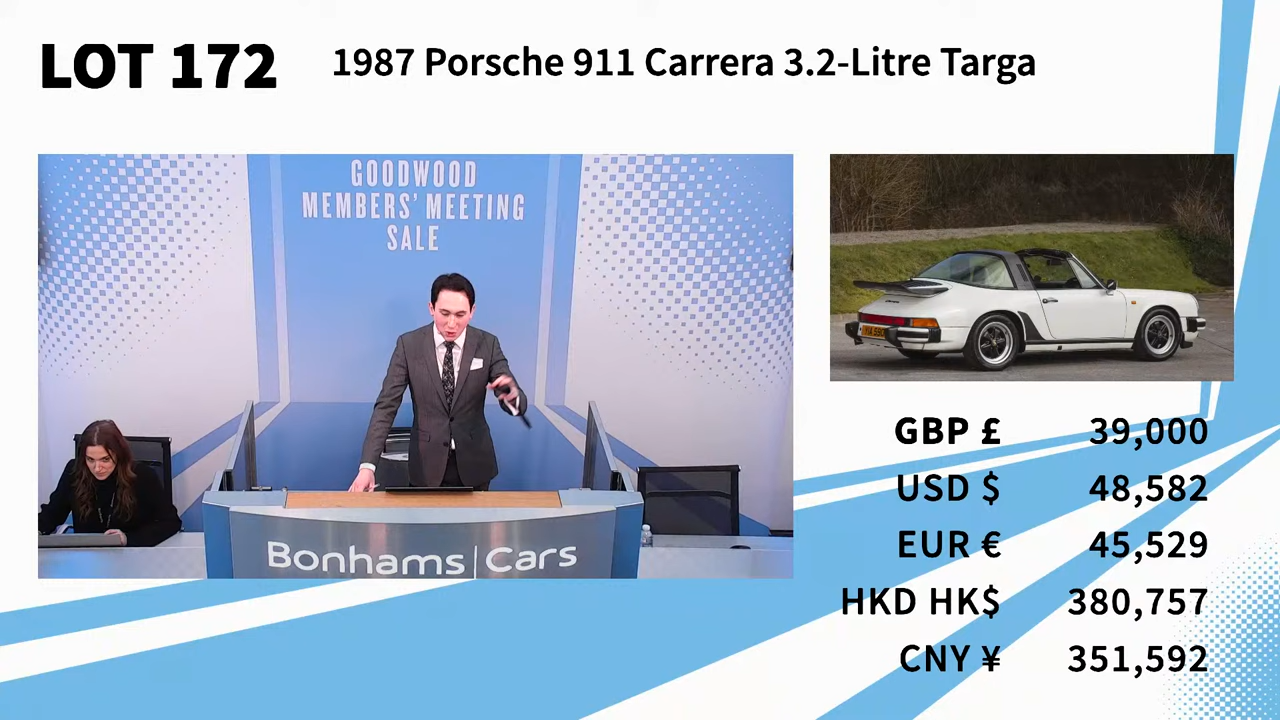 LOT 172
1987 Porsche 911 Carrera 3.2-Litre Targa
GOODWOOD
MEMBERS' MEETING
SALE
Bonhams|Cars
GBP £ 39,000
USD $ 48,582
EUR € 45,529
HKD HK$ 380,757
CNY ¥ 351,592